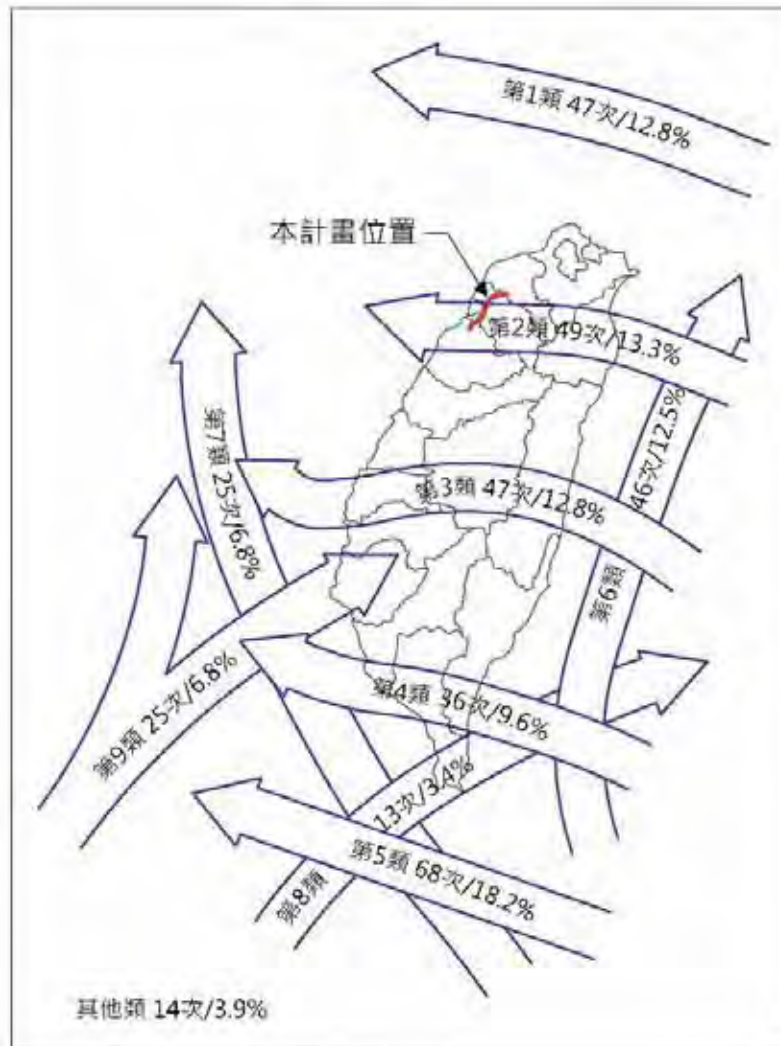 第1類 47次/12.8%
本計畫位置
第2類 49次/13.3%
第7類 25次/6.8%
第3類 47次/12.8%
第6類 46次/12.5%
第4類 36次/9.6%
第9類 25次/6.8%
第8類 13次/3.4%
第5類 68次/18.2%
其他類 14次/3.9%